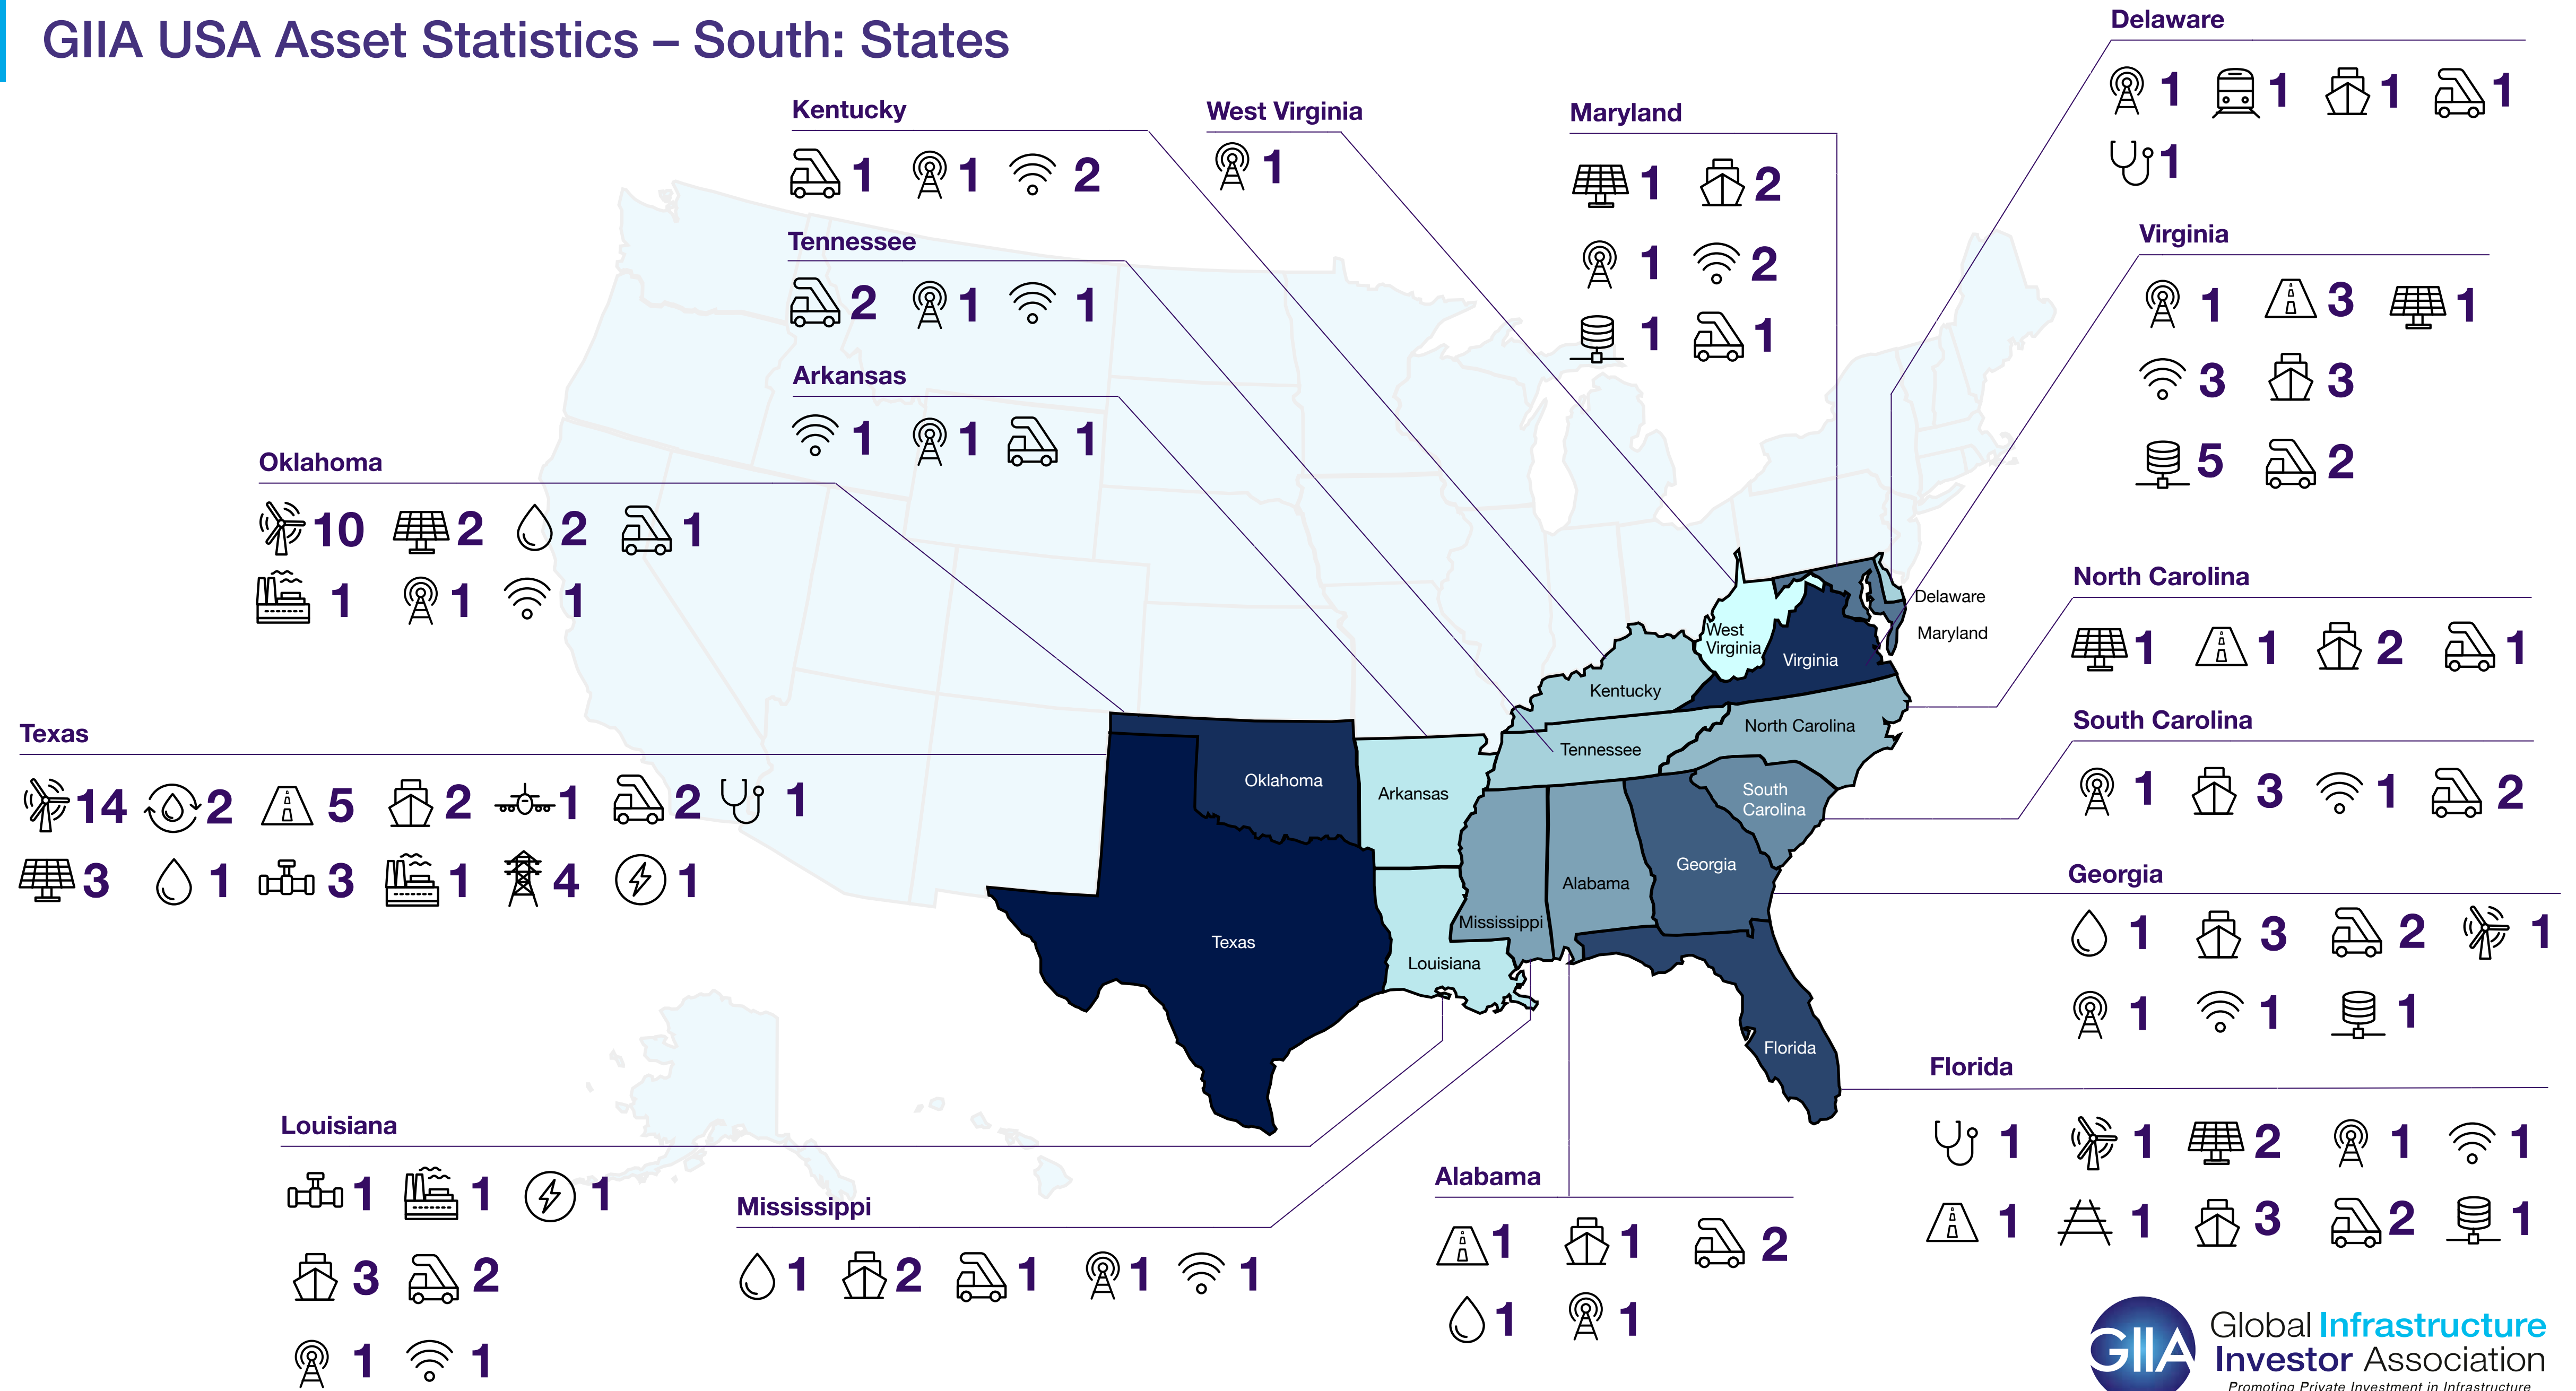 GIIA USA Asset Statistics – South: States
Delaware
1 1 1 1
1
Kentucky
1 1 2
West Virginia
1
Maryland
1 2
1 2
1 1
Virginia
1 3 1
3 3
5 2
Tennessee
2 1 1
Arkansas
1 1 1
Oklahoma
10 2 2 1
1 1 1
North Carolina
1 1 2 1
South Carolina
1 3 1 2
Texas
14 2 5 2 1 2 1
3 1 3 1 4 1
Georgia
1 3 2 1
1 1 1
Florida
1 1 2 1 1
1 1 3 2 1
Louisiana
1 1 1
3 2
1 1
Mississippi
1 2 1 1 1
Alabama
1 1 2
1 1
Delaware
Maryland
West
Virginia
Virginia
Kentucky
North Carolina
Tennessee
Oklahoma
Arkansas
South
Carolina
Georgia
Alabama
Mississippi
Texas
Louisiana
Florida
GIIA
Global Infrastructure
Investor Association
Promoting Private Investment in Infrastructure